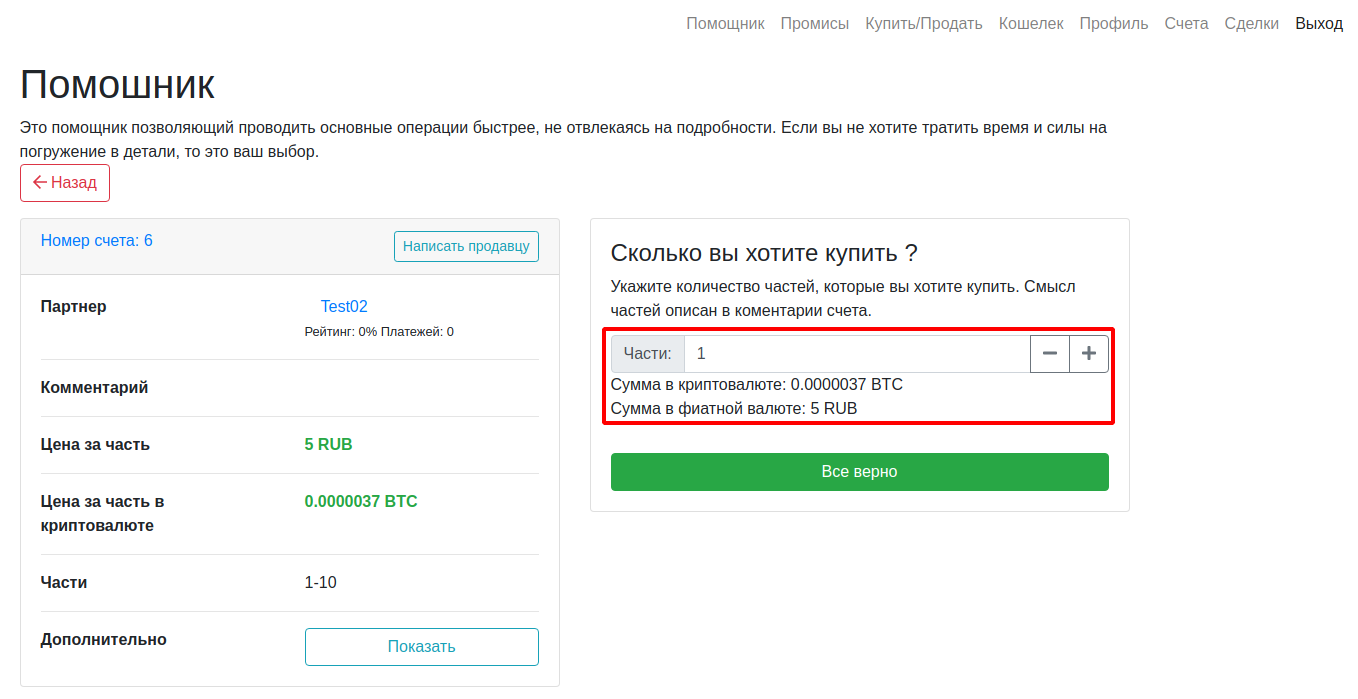 Помощник Промисы Купить/Продать Кошелек Профиль Счета Сделки Выход
Помошник
Это помощник позволяющий проводить основные операции быстрее, не отвлекаясь на подробности. Если вы не хотите тратить время и силы на
погружение в детали, то это ваш выбор.
Назад
Номер счета: 6
Написать продавцу
Партнер
Test02
Рейтинг: 0% Платежей: 0
Комментарий
Цена за часть
5 RUB
Цена за часть в
криптовалюте
0.0000037 BTC
Части
1-10
Дополнительно
Показать
Сколько вы хотите купить ?
Укажите количество частей, которые вы хотите купить. Смысл
частей описан в коментарии счета.
Части: 1
Сумма в криптовалюте: 0.0000037 BTC
Сумма в фиатной валюте: 5 RUB
Все верно